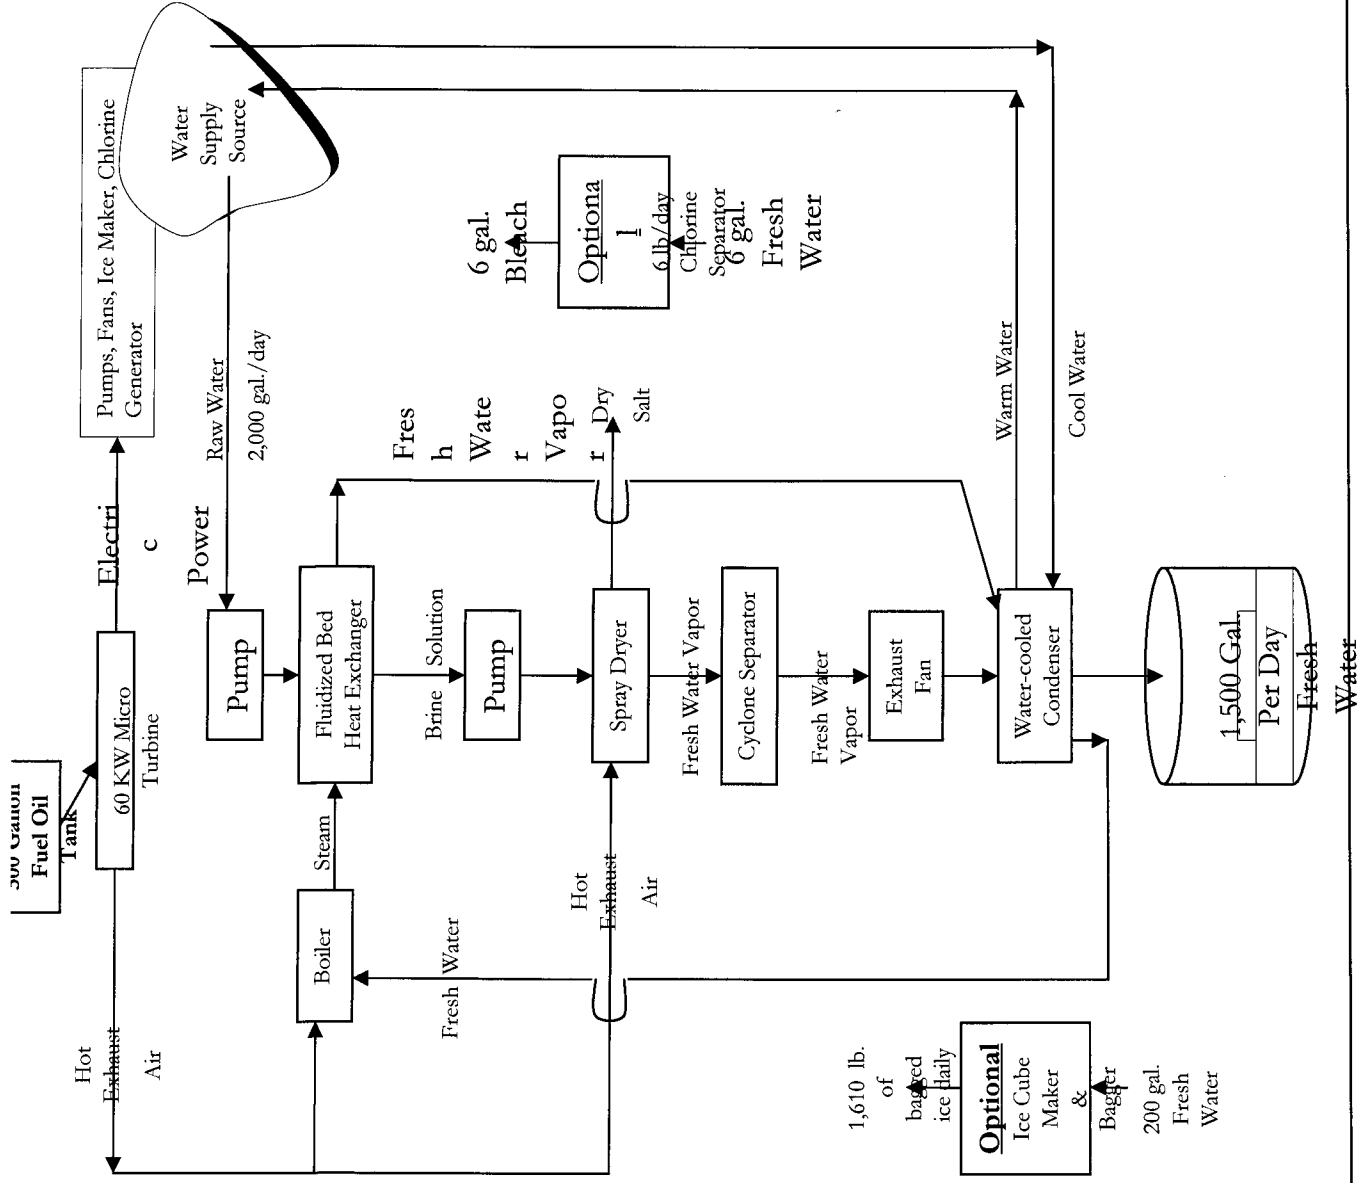 Fuel Oil
Tank
60 KW Micro
Turbine
Electri
c
Power
Pumps, Fans, Ice Maker, Chlorine
Generator
Hot
Exhaust
Air
Water
Supply
Source
Raw Water
2,000 gal./day
Pump
Fluidized Bed
Heat Exchanger
Boiler
Steam
Fresh Water
Brine Solution
Pump
Fres
h
Wate
r
Vapo
r
Dry
Salt
Spray Dryer
Hot
Exhaust
Air
Fresh Water Vapor
Cyclone Separator
Fresh Water
Vapor
Exhaust
Fan
Water-cooled
Condenser
Warm Water
Cool Water
1,500 Gal.
Per Day
Fresh
Water
6 gal.
Bleach
Optiona
l
6 lb/day
Chlorine
Separator
6 gal.
Fresh
Water
1,610 lb.
of
bagged
ice daily
Optional
Ice Cube
Maker
&
Bagger
200 gal.
Fresh
Water